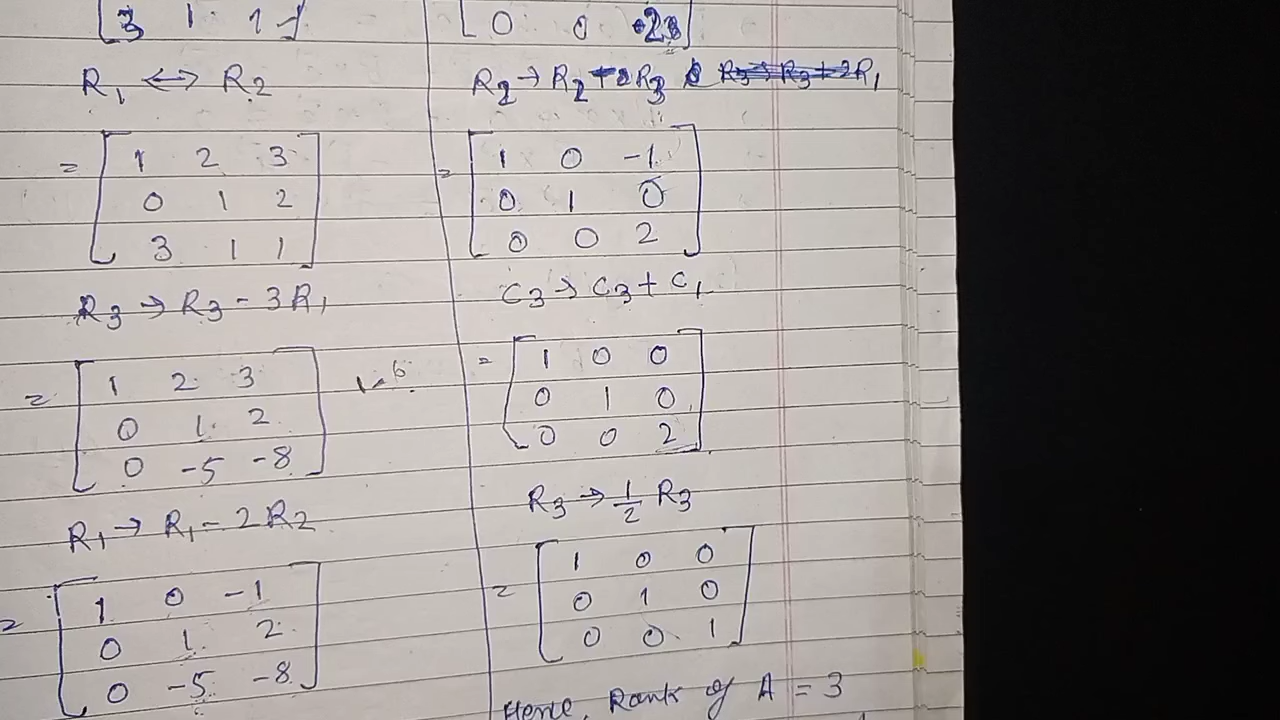 [3 1 1]
R1 ↔ R2
= [1 2 3
0 1 2
3 1 1]
R3 → R3 - 3R1
= [1 2 3
0 1 2
0 -5 -8]
R1 → R1 - 2R2
= [1 0 -1
0 1 2
0 -5 -8]
[0 0 2]
R2 → R2 - R3
= [1 0 -1
0 1 0
0 0 2]
C3 → C3 + C1
= [1 0 0
0 1 0
0 0 2]
R3 → 1/2 R3
= [1 0 0
0 1 0
0 0 1]
Hence, Rank of A = 3